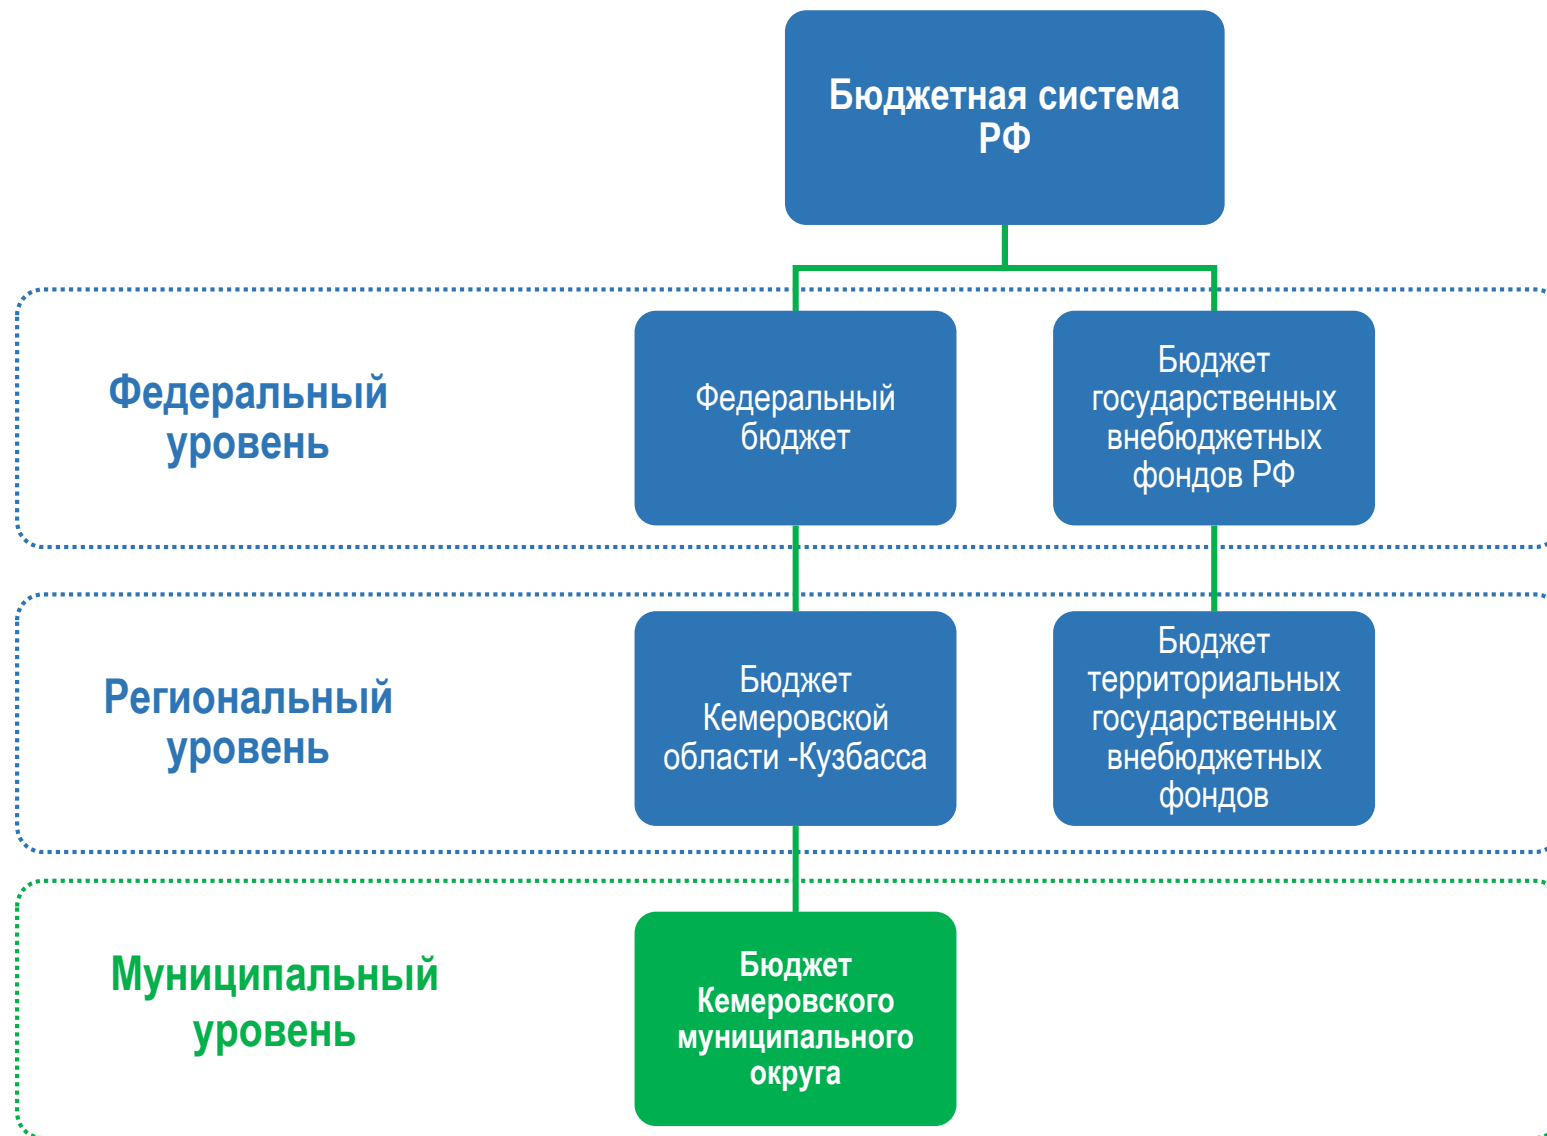 Бюджетная система
РФ
Федеральный
уровень
Федеральный
бюджет
Бюджет
государственных
внебюджетных
фондов РФ
Региональный
уровень
Бюджет
Кемеровской
области -Кузбасса
Бюджет
территориальных
государственных
внебюджетных
фондов
Муниципальный
уровень
Бюджет
Кемеровского
муниципального
округа